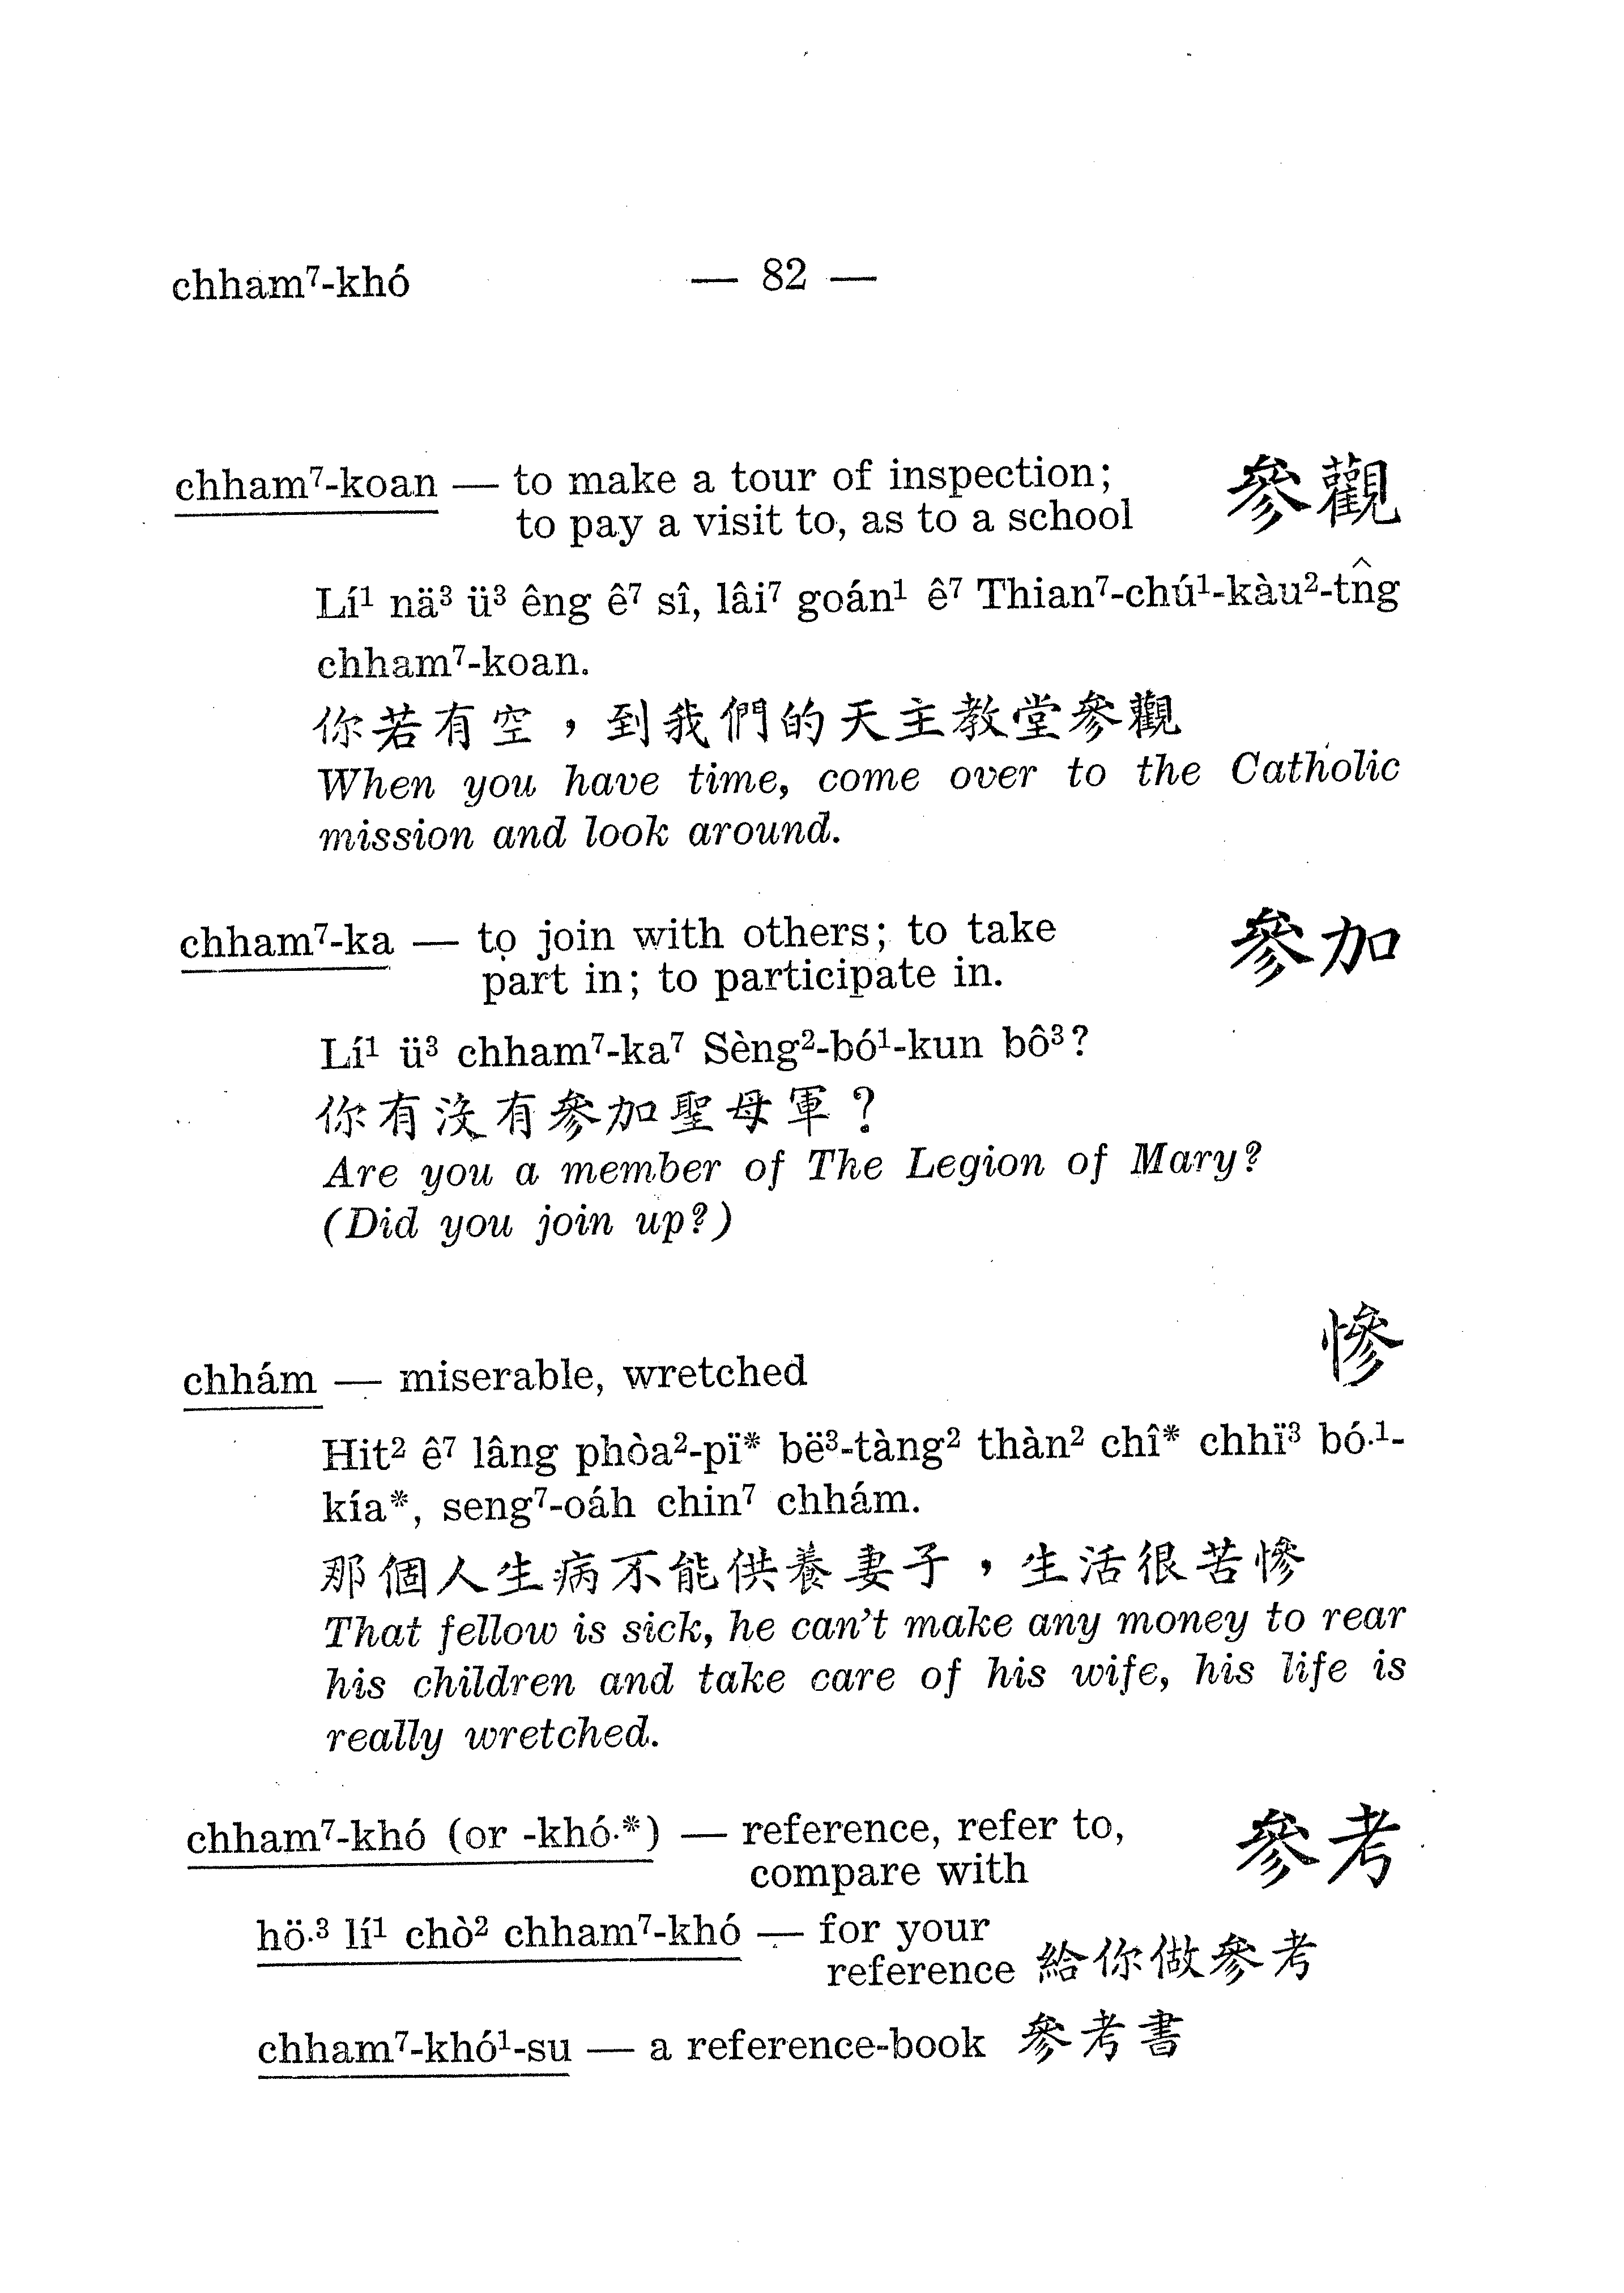 chham⁷-khó — 82 —
chham⁷-koan — to make a tour of inspection; 參觀
to pay a visit to, as to a school
Lí¹ nä³ ü³ êng ê⁷ sî, lâi⁷ goán¹ ê⁷ Thian⁷-chú¹-kàu²-tn̂g
chham⁷-koan.
你若有空，到我們的天主教堂參觀
When you have time, come over to the Catholic
mission and look around.
chham⁷-ka — to join with others; to take 參加
part in; to participate in.
Lí¹ ü³ chham⁷-ka⁷ Sèng²-bó¹-kun bô³?
你有沒有參加聖母軍？
Are you a member of The Legion of Mary?
(Did you join up?)
chhám — miserable, wretched 慘
Hit² ê⁷ lâng phòa²-pï* bë³-tàng² thàn² chî* chhï³ bó·¹-
kía*, seng⁷-oáh chin⁷ chhám.
那個人生病不能供養妻子，生活很苦慘
That fellow is sick, he can't make any money to rear
his children and take care of his wife, his life is
really wretched.
chham⁷-khó (or -khó·*) — reference, refer to, 參考
compare with
hö·³ lí¹ chò² chham⁷-khó — for your
reference 給你做參考
chham⁷-khó¹-su — a reference-book 參考書